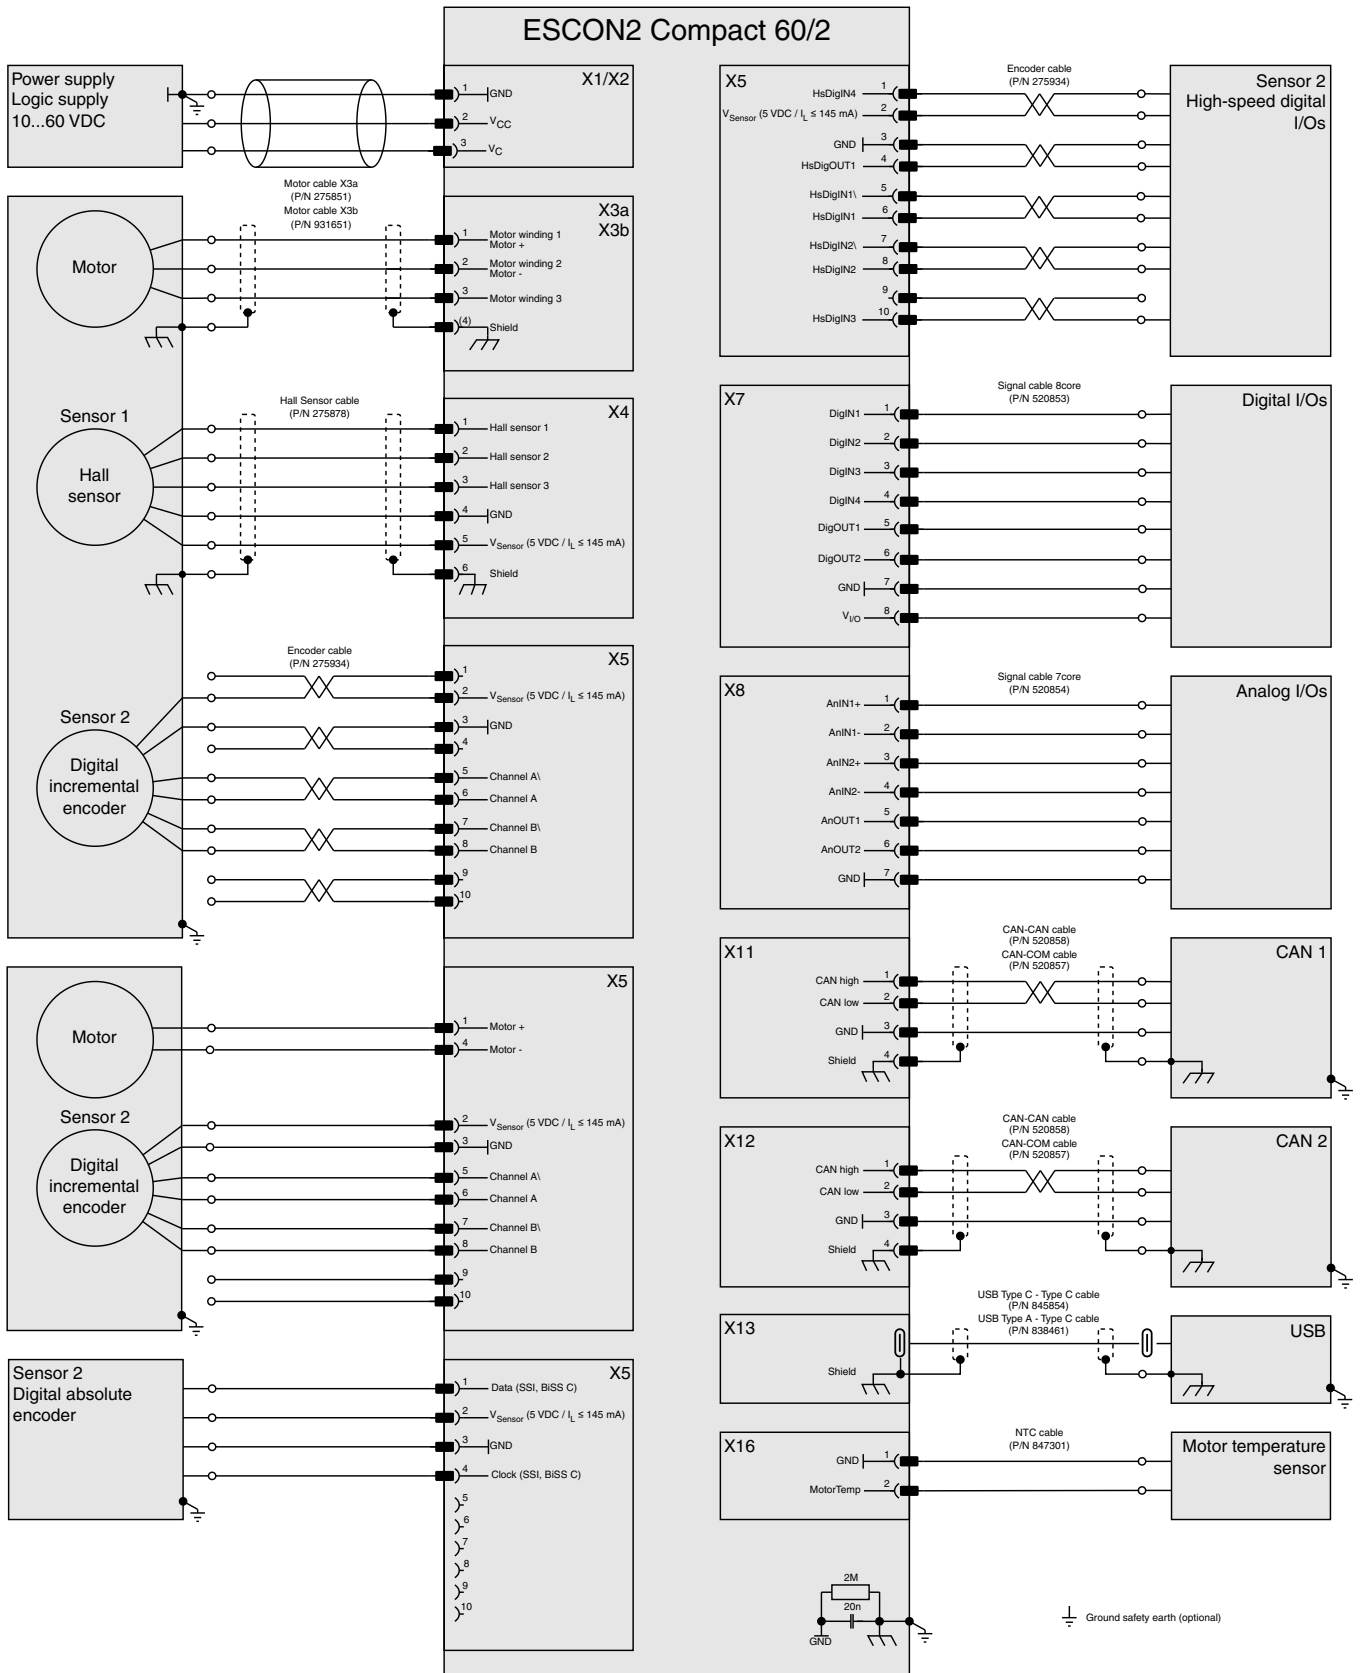 ESCON2 Compact 60/2
Power supply
Logic supply
10...60 VDC
X1/X2
1 GND
2 VCC
3 VC
Motor cable X3a
(P/N 275851)
Motor cable X3b
(P/N 931651)
X3a
X3b
Motor
1 Motor winding 1
Motor +
2 Motor winding 2
Motor -
3 Motor winding 3
(4) Shield
Sensor 1
Hall
sensor
Hall Sensor cable
(P/N 275878)
X4
1 Hall sensor 1
2 Hall sensor 2
3 Hall sensor 3
4 GND
5 VSensor (5 VDC / IL ≤ 145 mA)
6 Shield
Encoder cable
(P/N 275934)
X5
Sensor 2
Digital
incremental
encoder
1
2 VSensor (5 VDC / IL ≤ 145 mA)
3 GND
4
5 Channel A\
6 Channel A
7 Channel B\
8 Channel B
9
10
X5
Motor
1 Motor +
4 Motor -
Sensor 2
Digital
incremental
encoder
2 VSensor (5 VDC / IL ≤ 145 mA)
3 GND
5 Channel A\
6 Channel A
7 Channel B\
8 Channel B
9
10
Sensor 2
Digital absolute
encoder
X5
1 Data (SSI, BiSS C)
2 VSensor (5 VDC / IL ≤ 145 mA)
3 GND
4 Clock (SSI, BiSS C)
5
6
7
8
9
10
X5
Encoder cable
(P/N 275934)
Sensor 2
High-speed digital
I/Os
HsDigIN4 1
VSensor (5 VDC / IL ≤ 145 mA) 2
GND 3
HsDigOUT1 4
HsDigIN1\ 5
HsDigIN1 6
HsDigIN2\ 7
HsDigIN2 8
9
HsDigIN3 10
X7
Signal cable 8core
(P/N 520853)
Digital I/Os
DigIN1 1
DigIN2 2
DigIN3 3
DigIN4 4
DigOUT1 5
DigOUT2 6
GND 7
VI/O 8
X8
Signal cable 7core
(P/N 520854)
Analog I/Os
AnIN1+ 1
AnIN1- 2
AnIN2+ 3
AnIN2- 4
AnOUT1 5
AnOUT2 6
GND 7
X11
CAN-CAN cable
(P/N 520858)
CAN-COM cable
(P/N 520857)
CAN 1
CAN high 1
CAN low 2
GND 3
Shield 4
X12
CAN-CAN cable
(P/N 520858)
CAN-COM cable
(P/N 520857)
CAN 2
CAN high 1
CAN low 2
GND 3
Shield 4
X13
USB Type C - Type C cable
(P/N 845854)
USB Type A - Type C cable
(P/N 838461)
USB
Shield
X16
NTC cable
(P/N 847301)
Motor temperature
sensor
GND 1
MotorTemp 2
2M
20n
GND
Ground safety earth (optional)